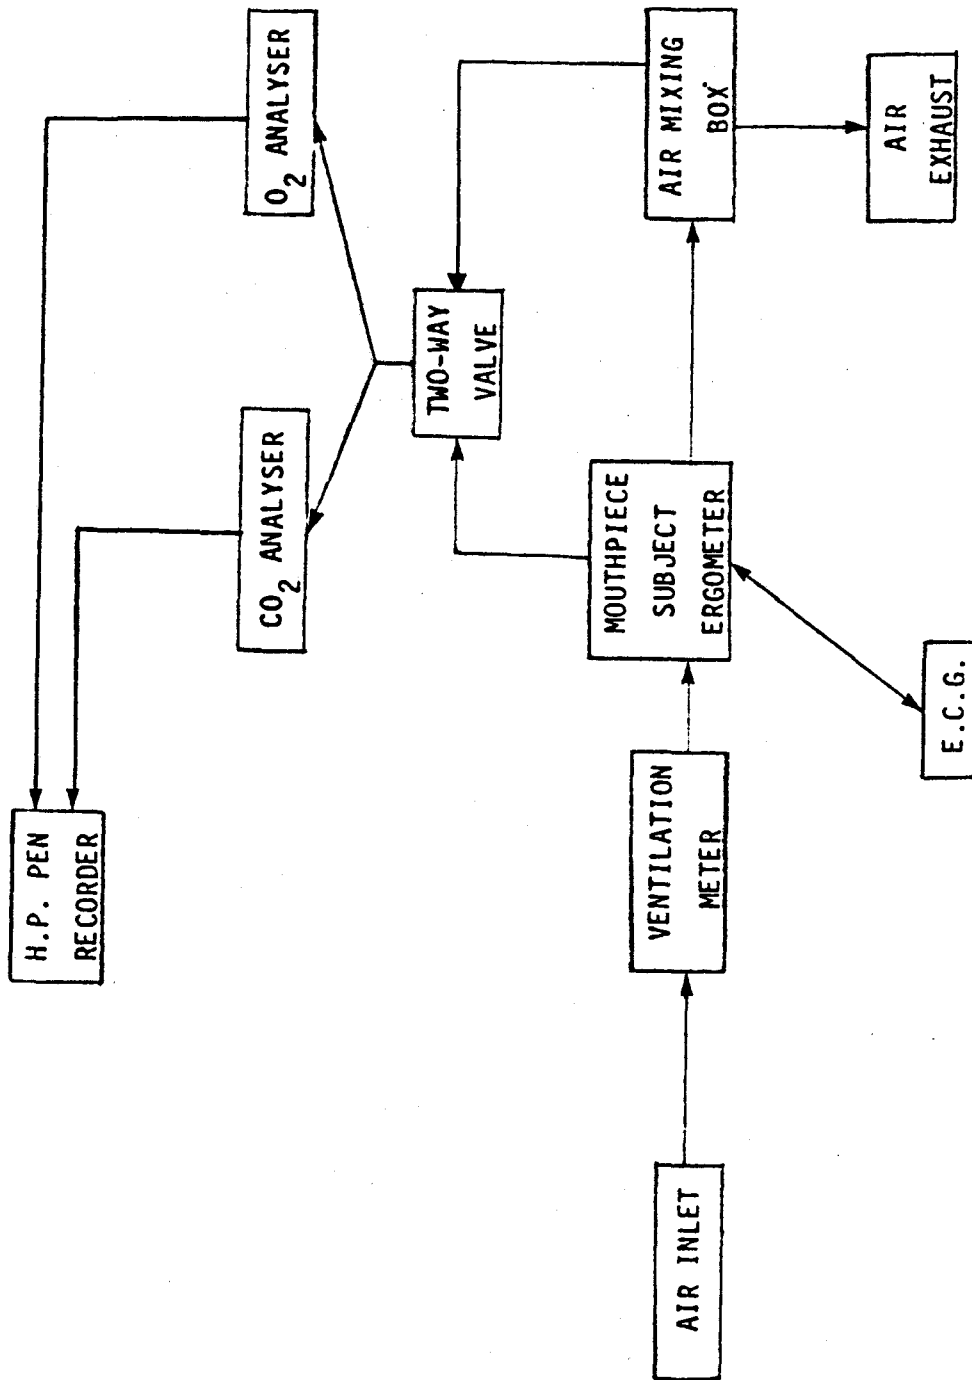 H.P. PEN
RECORDER
CO2 ANALYSER
O2 ANALYSER
TWO-WAY
VALVE
AIR INLET
VENTILATION
METER
MOUTHPIECE
SUBJECT
ERGOMETER
AIR MIXING
BOX
E.C.G.
AIR
EXHAUST